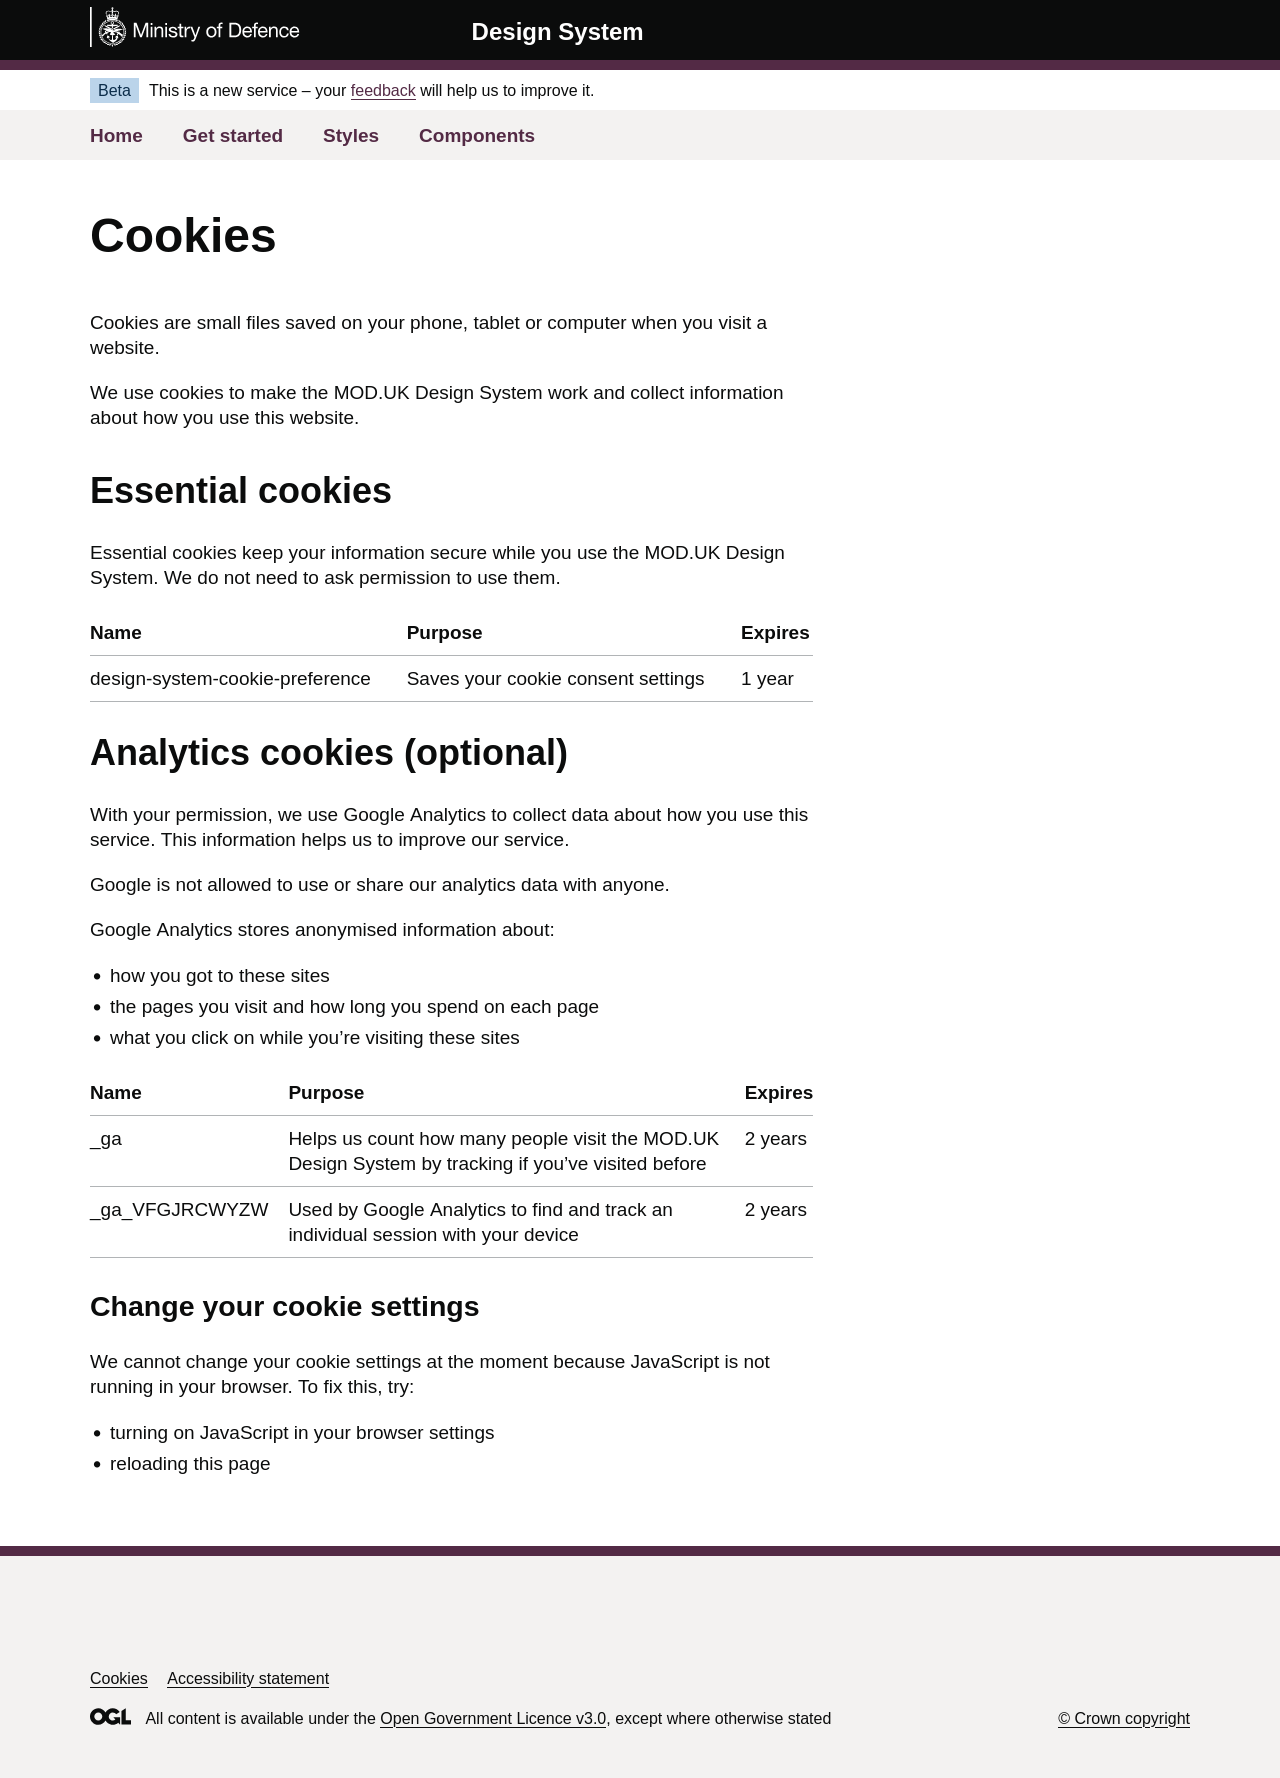 Ministry of Defence
Design System
Beta This is a new service – your feedback will help us to improve it.
Home Get started Styles Components
Cookies
Cookies are small files saved on your phone, tablet or computer when you visit a
website.
We use cookies to make the MOD.UK Design System work and collect information
about how you use this website.
Essential cookies
Essential cookies keep your information secure while you use the MOD.UK Design
System. We do not need to ask permission to use them.
Name Purpose Expires
design-system-cookie-preference Saves your cookie consent settings 1 year
Analytics cookies (optional)
With your permission, we use Google Analytics to collect data about how you use this
service. This information helps us to improve our service.
Google is not allowed to use or share our analytics data with anyone.
Google Analytics stores anonymised information about:
• how you got to these sites
• the pages you visit and how long you spend on each page
• what you click on while you’re visiting these sites
Name Purpose Expires
_ga Helps us count how many people visit the MOD.UK 2 years
Design System by tracking if you’ve visited before
_ga_VFGJRCWYZW Used by Google Analytics to find and track an 2 years
individual session with your device
Change your cookie settings
We cannot change your cookie settings at the moment because JavaScript is not
running in your browser. To fix this, try:
• turning on JavaScript in your browser settings
• reloading this page
Cookies Accessibility statement
OGL All content is available under the Open Government Licence v3.0, except where otherwise stated © Crown copyright